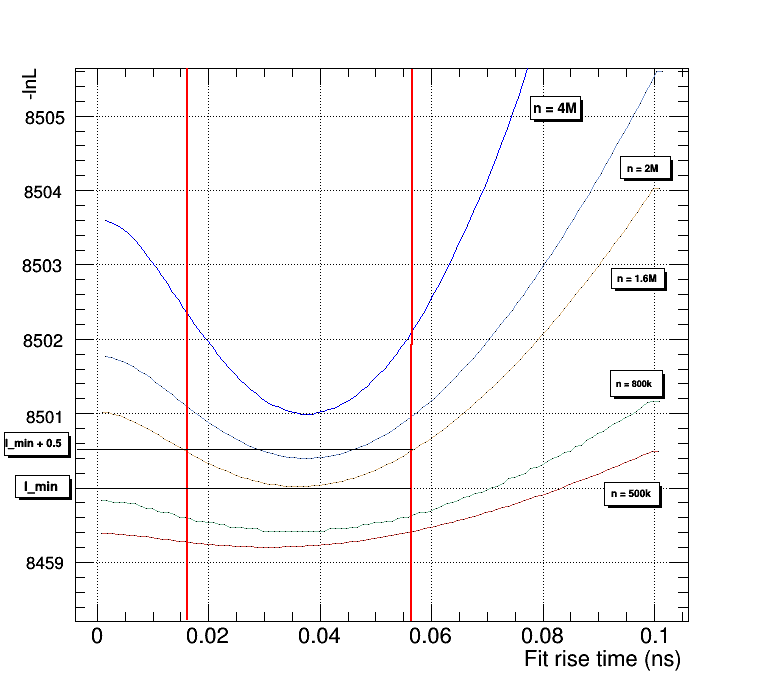 -lnL
n = 4M
8505
n = 2M
8504
8503
n = 1.6M
8502
n = 800k
8501
l_min + 0.5
l_min
n = 500k
8459
0
0.02
0.04
0.06
0.08
0.1
Fit rise time (ns)